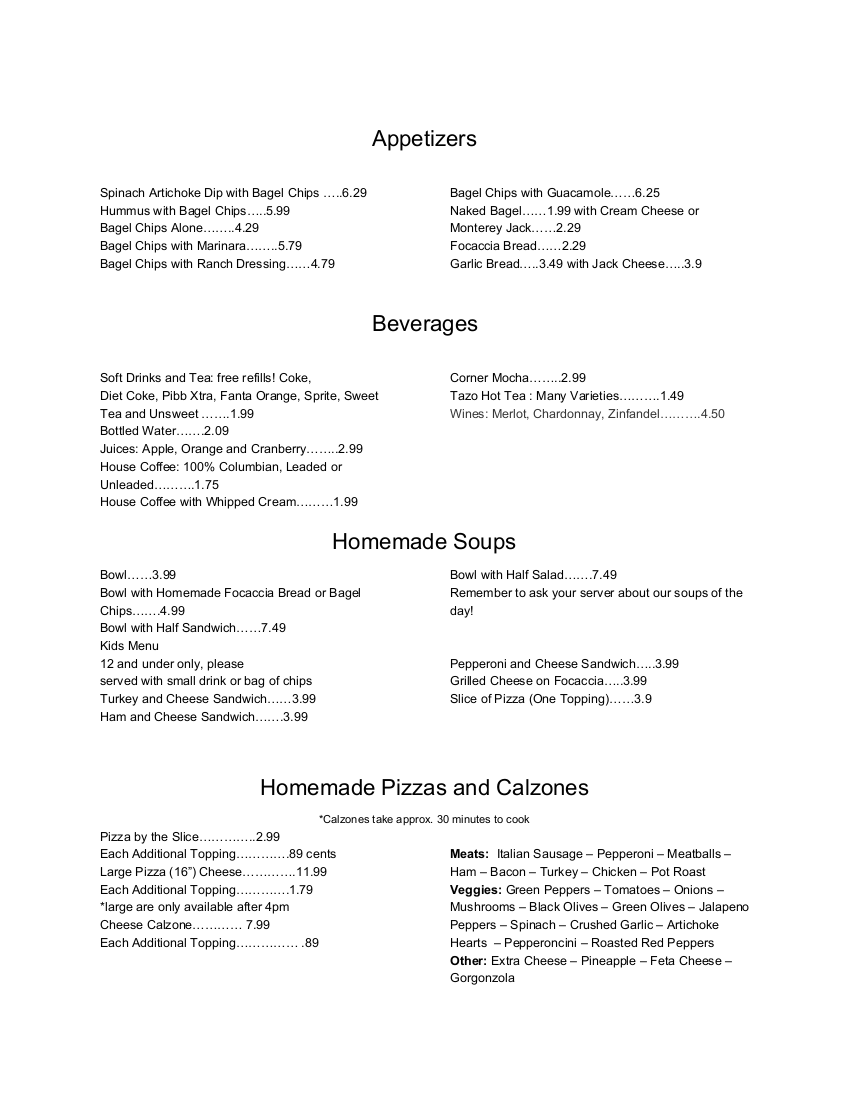 Appetizers
Spinach Artichoke Dip with Bagel Chips …..6.29
Hummus with Bagel Chips…..5.99
Bagel Chips Alone……..4.29
Bagel Chips with Marinara……..5.79
Bagel Chips with Ranch Dressing……4.79
Bagel Chips with Guacamole……6.25
Naked Bagel……1.99 with Cream Cheese or
Monterey Jack……2.29
Focaccia Bread……2.29
Garlic Bread…..3.49 with Jack Cheese…..3.9
Beverages
Soft Drinks and Tea: free refills! Coke,
Diet Coke, Pibb Xtra, Fanta Orange, Sprite, Sweet
Tea and Unsweet …….1.99
Bottled Water…….2.09
Juices: Apple, Orange and Cranberry……..2.99
House Coffee: 100% Columbian, Leaded or
Unleaded……….1.75
House Coffee with Whipped Cream………1.99
Corner Mocha……..2.99
Tazo Hot Tea : Many Varieties……….1.49
Wines: Merlot, Chardonnay, Zinfandel……….4.50
Homemade Soups
Bowl……3.99
Bowl with Homemade Focaccia Bread or Bagel
Chips…….4.99
Bowl with Half Sandwich……7.49
Kids Menu
12 and under only, please
served with small drink or bag of chips
Turkey and Cheese Sandwich……3.99
Ham and Cheese Sandwich…….3.99
Bowl with Half Salad…….7.49
Remember to ask your server about our soups of the
day!
Pepperoni and Cheese Sandwich…..3.99
Grilled Cheese on Focaccia…..3.99
Slice of Pizza (One Topping)……3.9
Homemade Pizzas and Calzones
*Calzones take approx. 30 minutes to cook
Pizza by the Slice…………..2.99
Each Additional Topping………….89 cents
Large Pizza (16”) Cheese…………..11.99
Each Additional Topping………….1.79
*large are only available after 4pm
Cheese Calzone………… 7.99
Each Additional Topping…………… .89
Meats: Italian Sausage – Pepperoni – Meatballs –
Ham – Bacon – Turkey – Chicken – Pot Roast
Veggies: Green Peppers – Tomatoes – Onions –
Mushrooms – Black Olives – Green Olives – Jalapeno
Peppers – Spinach – Crushed Garlic – Artichoke
Hearts – Pepperoncini – Roasted Red Peppers
Other: Extra Cheese – Pineapple – Feta Cheese –
Gorgonzola